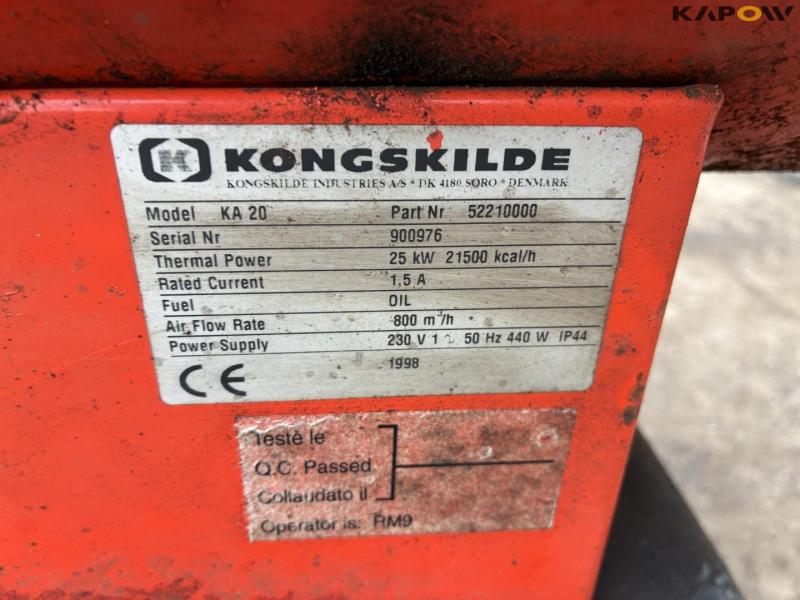 KAPOW
K KONGSKILDE
KONGSKILDE INDUSTRIES A/S * DK 4180 SORO * DENMARK
Model KA 20 Part Nr 52210000
Serial Nr 900976
Thermal Power 25 kW 21500 kcal/h
Rated Current 1.5 A
Fuel OIL
Air Flow Rate 800 m³/h
Power Supply 230 V 1 ~ 50 Hz 440 W IP44
CE 1998
Testè le
Q.C. Passed
Collaudato il
Operator is: RM9